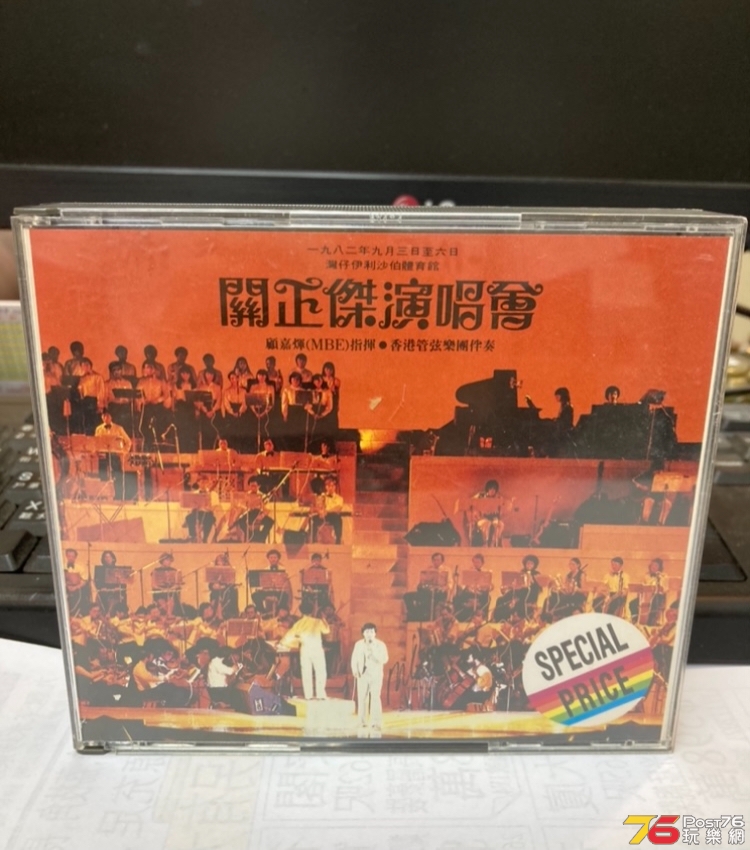 一九八二年九月三日至六日
灣仔伊利沙伯體育館
關正傑演唱會
顧嘉煇(MBE)指揮●香港管弦樂團伴奏
SPECIAL
PRICE
76 Post76
玩樂網